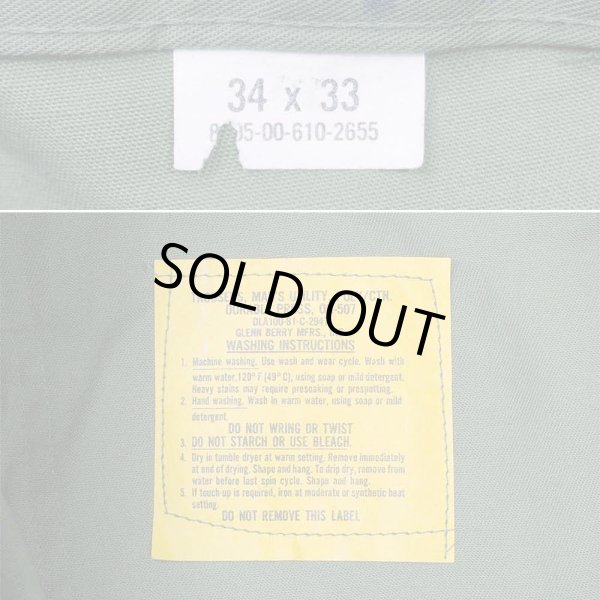 34 x 33
05-00-610-2655
SOLD OUT
TROUSERS, MAN'S UTILITY
DURABLE PRESS, OG-507
DLA100-81-C-294
GLENN BERRY MFRS.,
WASHING INSTRUCTIONS
1. Machine washing. Use wash and wear cycle. Wash with
warm water, 120° F (49° C), using soap or mild detergent.
Heavy stains may require presoaking or prespotting.
2. Hand washing. Wash in warm water, using soap or mild
detergent.
DO NOT WRING OR TWIST
3. DO NOT STARCH OR USE BLEACH.
4. Dry in tumble dryer at warm setting. Remove immediately
at end of drying. Shape and hang. To drip dry, remove from
water before last spin cycle. Shape and hang.
5. If touch-up is required, iron at moderate or synthetic heat
setting.
DO NOT REMOVE THIS LABEL